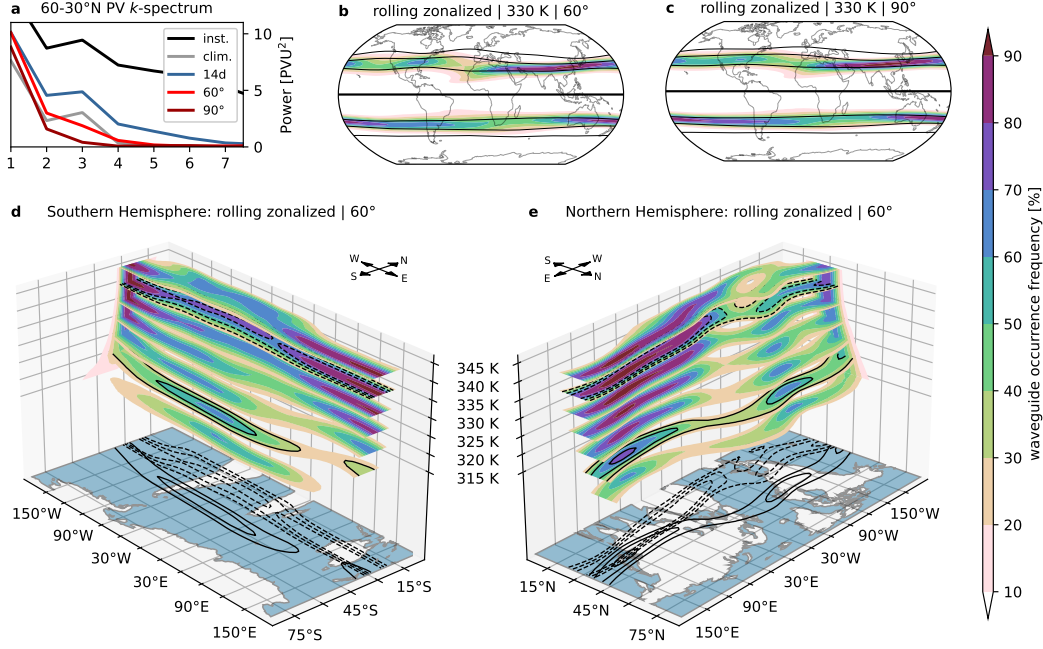 a 60-30°N PV k-spectrum
inst.
clim.
14d
60°
90°
10
5
0
Power [PVU²]
1 2 3 4 5 6 7
b rolling zonalized | 330 K | 60°
c rolling zonalized | 330 K | 90°
d Southern Hemisphere: rolling zonalized | 60°
W N
S E
e Northern Hemisphere: rolling zonalized | 60°
S W
E N
345 K
340 K
335 K
330 K
325 K
320 K
315 K
150°W
90°W
30°W
30°E
90°E
150°E
75°S
45°S
15°S
15°N
45°N
75°N
150°W
30°W
30°E
90°E
150°E
90
80
70
60
50
40
30
20
10
waveguide occurrence frequency [%]